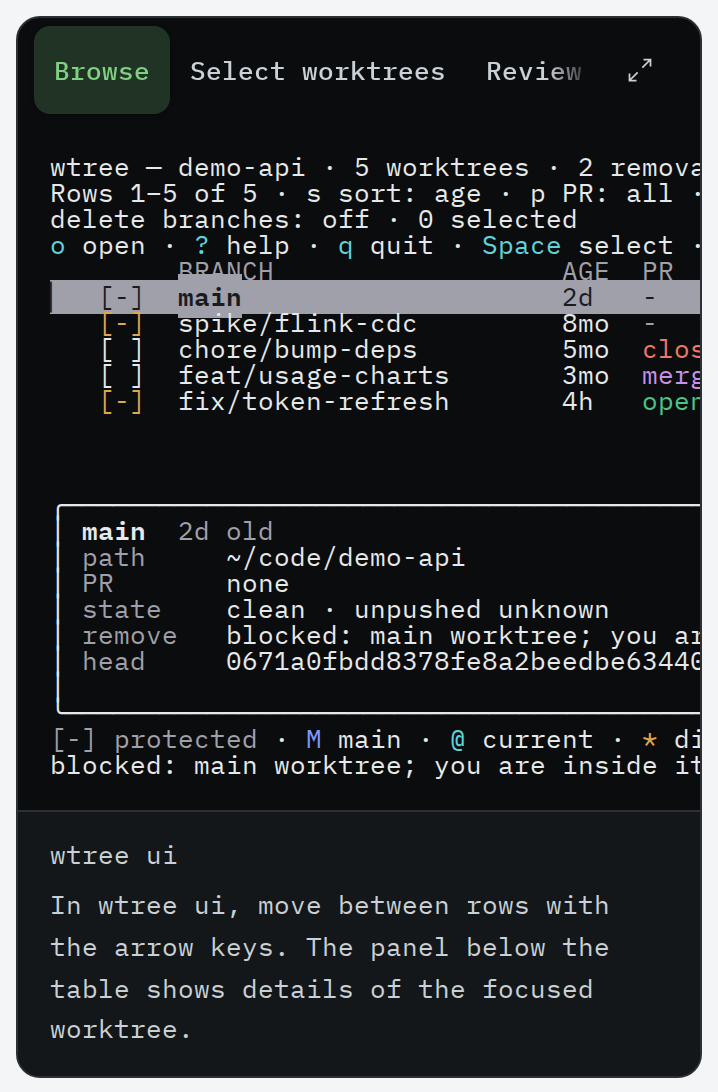 Browse Select worktrees Review
wtree — demo-api · 5 worktrees · 2 remova
Rows 1–5 of 5 · s sort: age · p PR: all ·
delete branches: off · 0 selected
o open · ? help · q quit · Space select ·
BRANCH AGE PR
[-] main 2d -
[-] spike/flink-cdc 8mo -
[ ] chore/bump-deps 5mo clos
[ ] feat/usage-charts 3mo merg
[-] fix/token-refresh 4h open
main 2d old
path ~/code/demo-api
PR none
state clean · unpushed unknown
remove blocked: main worktree; you ar
head 0671a0fbdd8378fe8a2beedbe63440
[-] protected · M main · @ current · * di
blocked: main worktree; you are inside it
wtree ui
In wtree ui, move between rows with
the arrow keys. The panel below the
table shows details of the focused
worktree.